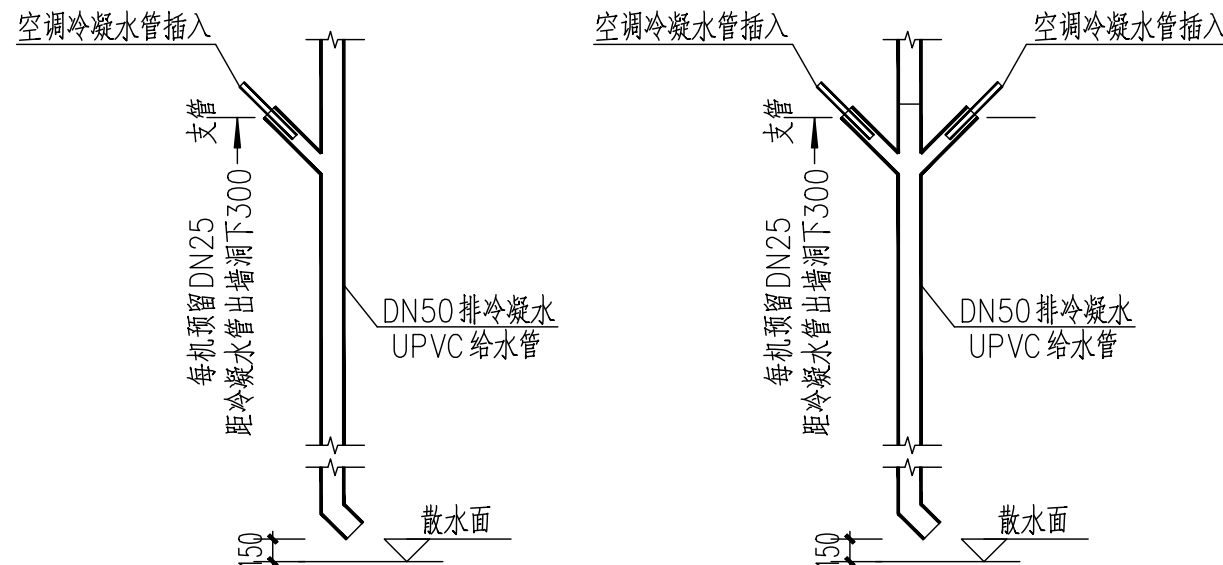 空调冷凝水管插入
支管
每机预留DN25
距冷凝水管出墙洞下300
DN50排冷凝水
UPVC给水管
散水面
150
空调冷凝水管插入
空调冷凝水管插入
支管
每机预留DN25
距冷凝水管出墙洞下300
DN50排冷凝水
UPVC给水管
散水面
150